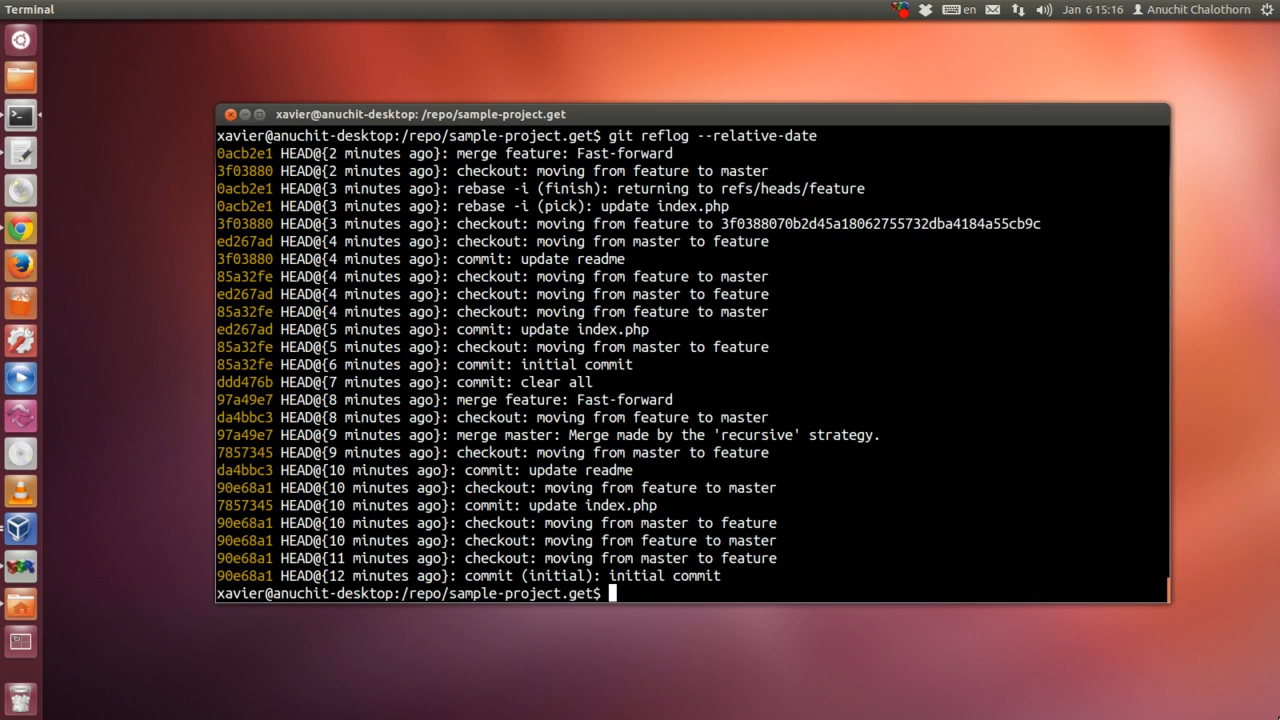 Terminal
en
Jan 6 15:16
Anuchit Chalothorn
xavier@anuchit-desktop: /repo/sample-project.get
xavier@anuchit-desktop:/repo/sample-project.get$ git reflog --relative-date
0acb2e1 HEAD@{2 minutes ago}: merge feature: Fast-forward
3f03880 HEAD@{2 minutes ago}: checkout: moving from feature to master
0acb2e1 HEAD@{3 minutes ago}: rebase -i (finish): returning to refs/heads/feature
0acb2e1 HEAD@{3 minutes ago}: rebase -i (pick): update index.php
3f03880 HEAD@{3 minutes ago}: checkout: moving from feature to 3f0388070b2d45a18062755732dba4184a55cb9c
ed267ad HEAD@{4 minutes ago}: checkout: moving from master to feature
3f03880 HEAD@{4 minutes ago}: commit: update readme
85a32fe HEAD@{4 minutes ago}: checkout: moving from feature to master
ed267ad HEAD@{4 minutes ago}: checkout: moving from master to feature
85a32fe HEAD@{4 minutes ago}: checkout: moving from feature to master
ed267ad HEAD@{5 minutes ago}: commit: update index.php
85a32fe HEAD@{5 minutes ago}: checkout: moving from master to feature
85a32fe HEAD@{6 minutes ago}: commit: initial commit
ddd476b HEAD@{7 minutes ago}: commit: clear all
97a49e7 HEAD@{8 minutes ago}: merge feature: Fast-forward
da4bbc3 HEAD@{8 minutes ago}: checkout: moving from feature to master
97a49e7 HEAD@{9 minutes ago}: merge master: Merge made by the 'recursive' strategy.
7857345 HEAD@{9 minutes ago}: checkout: moving from master to feature
da4bbc3 HEAD@{10 minutes ago}: commit: update readme
90e68a1 HEAD@{10 minutes ago}: checkout: moving from feature to master
7857345 HEAD@{10 minutes ago}: commit: update index.php
90e68a1 HEAD@{10 minutes ago}: checkout: moving from master to feature
90e68a1 HEAD@{10 minutes ago}: checkout: moving from feature to master
90e68a1 HEAD@{11 minutes ago}: checkout: moving from master to feature
90e68a1 HEAD@{12 minutes ago}: commit (initial): initial commit
xavier@anuchit-desktop:/repo/sample-project.get$